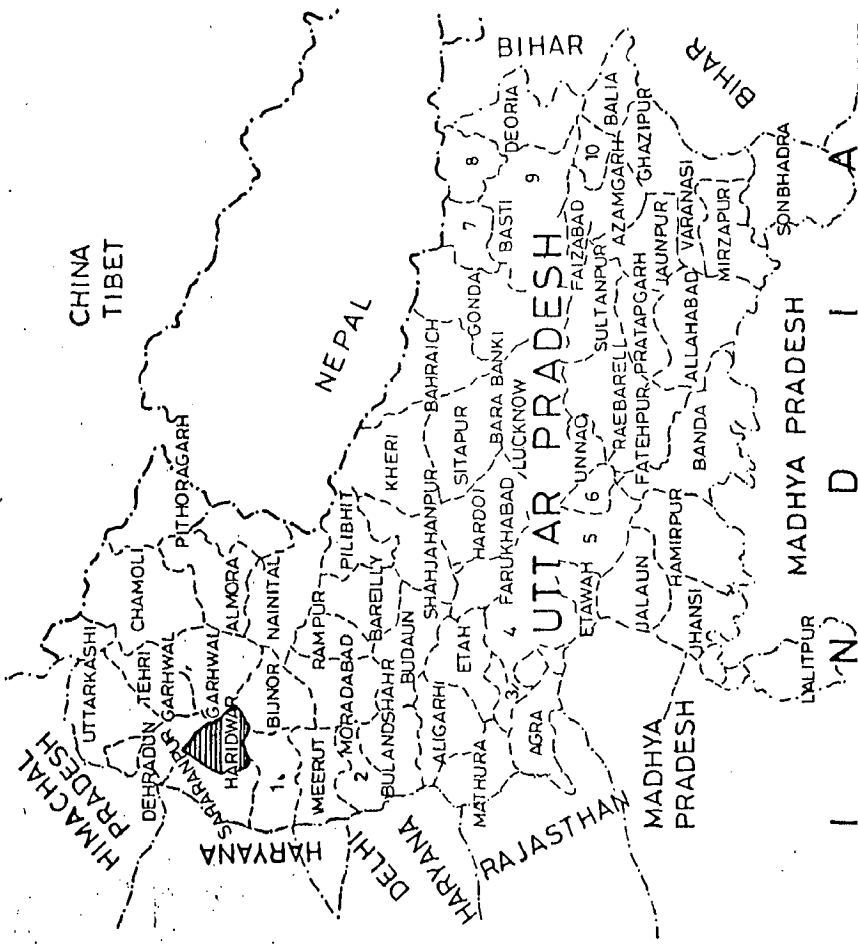 CHINA
TIBET
NEPAL
HIMACHAL
PRADESH
UTTARKASHI
DEHRADUN
TEHRI
GARHWAL
CHAMOLI
PITHORAGARH
SAHARANPUR
HARIDWAR
GARHWAL
ALMORA
BIJNOR
NAINITAL
HARYANA
1.
MEERUT
MORADABAD
RAMPUR
PILIBHIT
DELHI
2
BULANDSHAHR
BUDAUN
BAREILLY
KHERI
BAHRAICH
SHAHJAHANPUR
SITAPUR
GONDA
7
8
BASTI
9
DEORIA
BIHAR
HARYANA
ALIGARH
MATHURA
ETAH
HARDOI
BARA BANKI
LUCKNOW
FARUKHABAD
3
4
AGRA
RAJASTHAN
UTTAR PRADESH
ETAWAH
5
6
UNNAO
FAIZABAD
10
BALIA
SULTANPUR
AZAMGARH
GHAZIPUR
BIHAR
RAEBARELI
FATEHPUR
PRATAPGARH
JAUNPUR
VARANASI
ALLAHABAD
MIRZAPUR
SONBHADRA
JALAUN
HAMIRPUR
BANDA
JHANSI
LALITPUR
MADHYA
PRADESH
MADHYA PRADESH
I N D I A